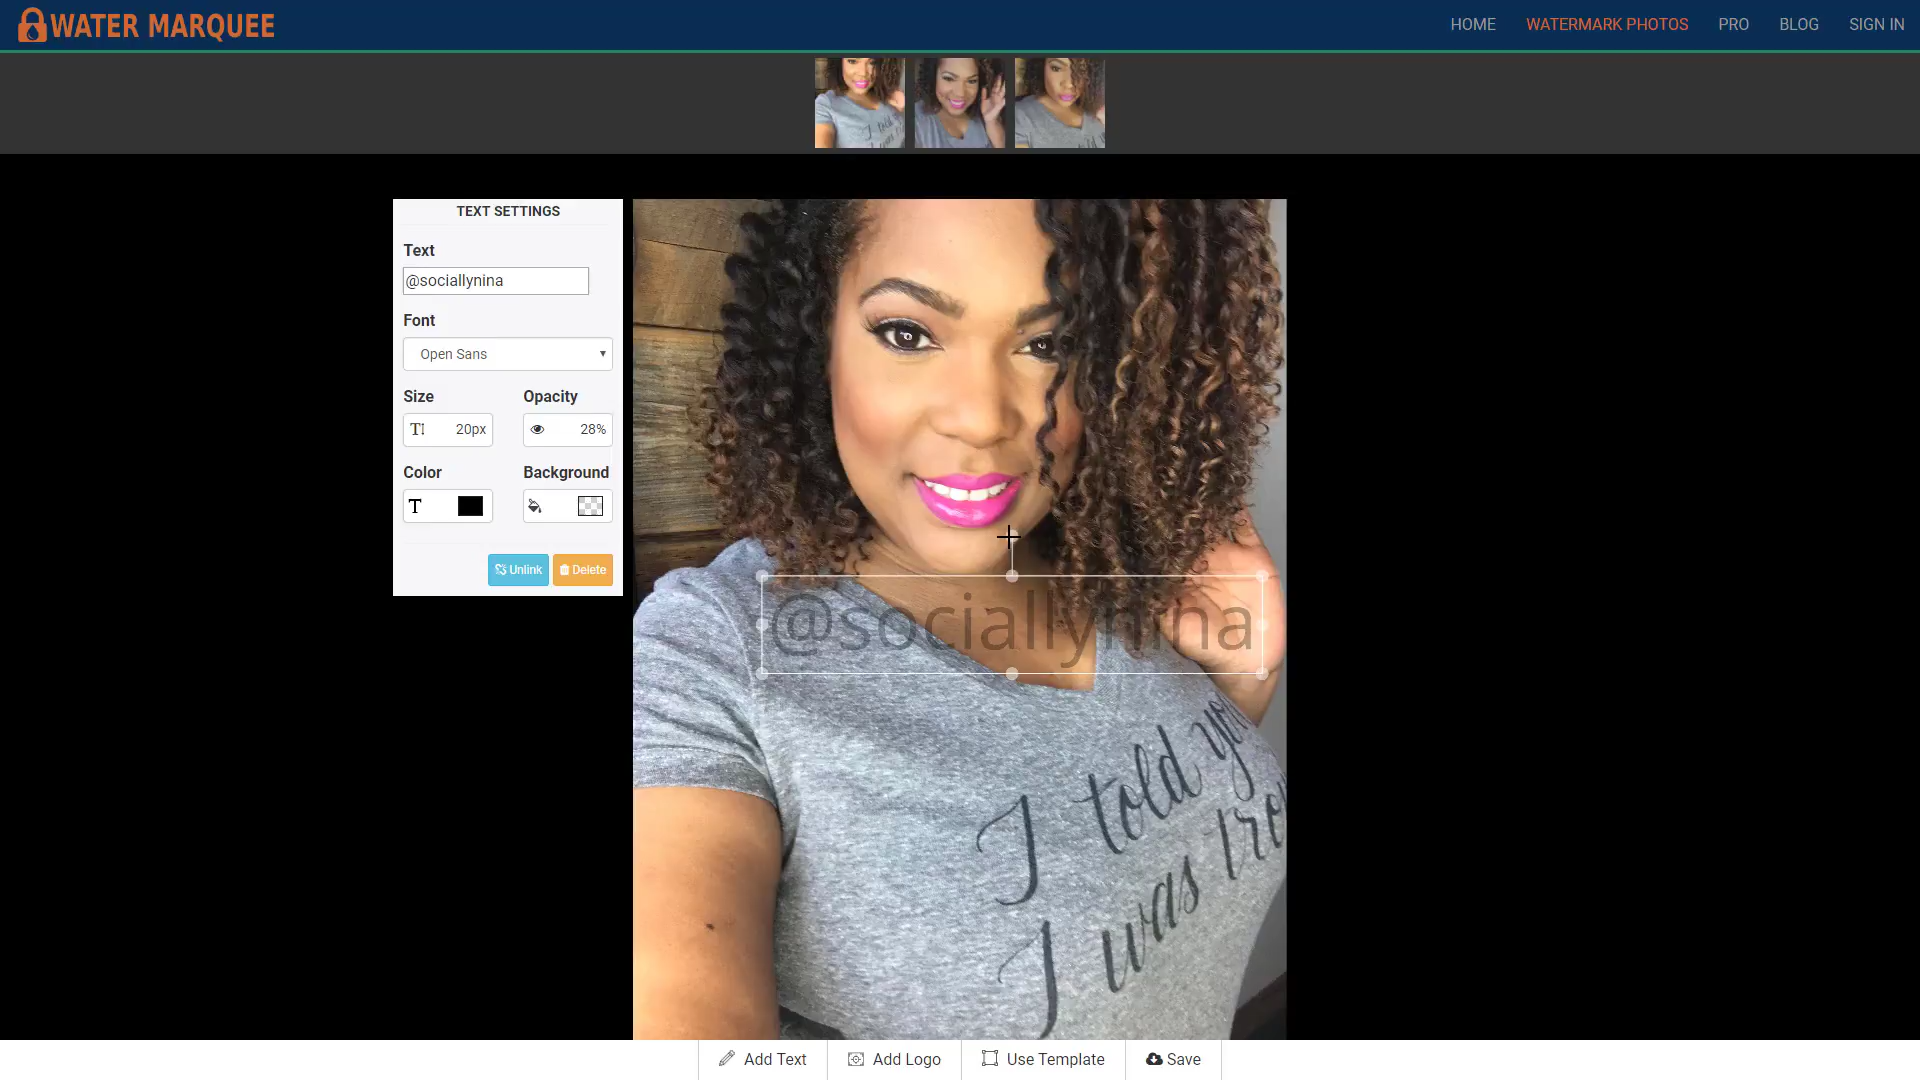 WATER MARQUEE
HOME
WATERMARK PHOTOS
PRO
BLOG
SIGN IN
TEXT SETTINGS
Text
@sociallynina
Font
Open Sans
Size
Opacity
20px
28%
Color
Background
T
Unlink
Delete
@sociallynina
I told you
I was
Add Text
Add Logo
Use Template
Save